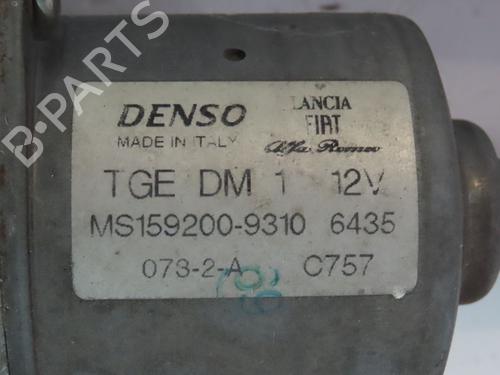 B-PARTS
DENSO
MADE IN ITALY
LANCIA
FIAT
Alfa Romeo
TGE DM 1 12V
MS159200-9310 6435
073-2-A C757